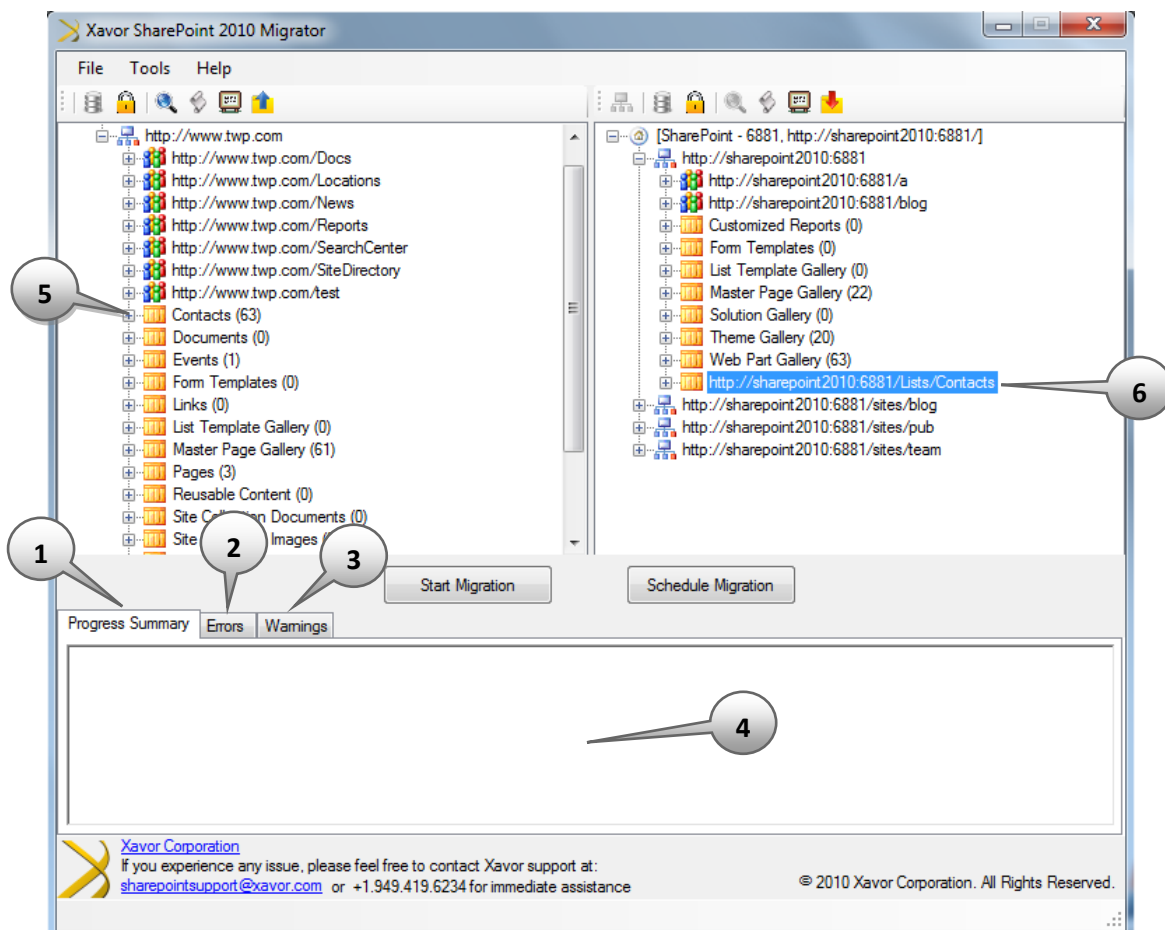 Xavor SharePoint 2010 Migrator
File Tools Help
http://www.twp.com
http://www.twp.com/Docs
http://www.twp.com/Locations
http://www.twp.com/News
http://www.twp.com/Reports
http://www.twp.com/SearchCenter
http://www.twp.com/SiteDirectory
http://www.twp.com/test
Contacts (63)
Documents (0)
Events (1)
Form Templates (0)
Links (0)
List Template Gallery (0)
Master Page Gallery (61)
Pages (3)
Reusable Content (0)
Site Collection Documents (0)
Site Images
[SharePoint - 6881, http://sharepoint2010:6881/]
http://sharepoint2010:6881
http://sharepoint2010:6881/a
http://sharepoint2010:6881/blog
Customized Reports (0)
Form Templates (0)
List Template Gallery (0)
Master Page Gallery (22)
Solution Gallery (0)
Theme Gallery (20)
Web Part Gallery (63)
http://sharepoint2010:6881/Lists/Contacts
http://sharepoint2010:6881/sites/blog
http://sharepoint2010:6881/sites/pub
http://sharepoint2010:6881/sites/team
5
6
1
2
3
Start Migration
Schedule Migration
Progress Summary Errors Warnings
4
Xavor Corporation
If you experience any issue, please feel free to contact Xavor support at:
sharepointsupport@xavor.com or +1.949.419.6234 for immediate assistance
© 2010 Xavor Corporation. All Rights Reserved.